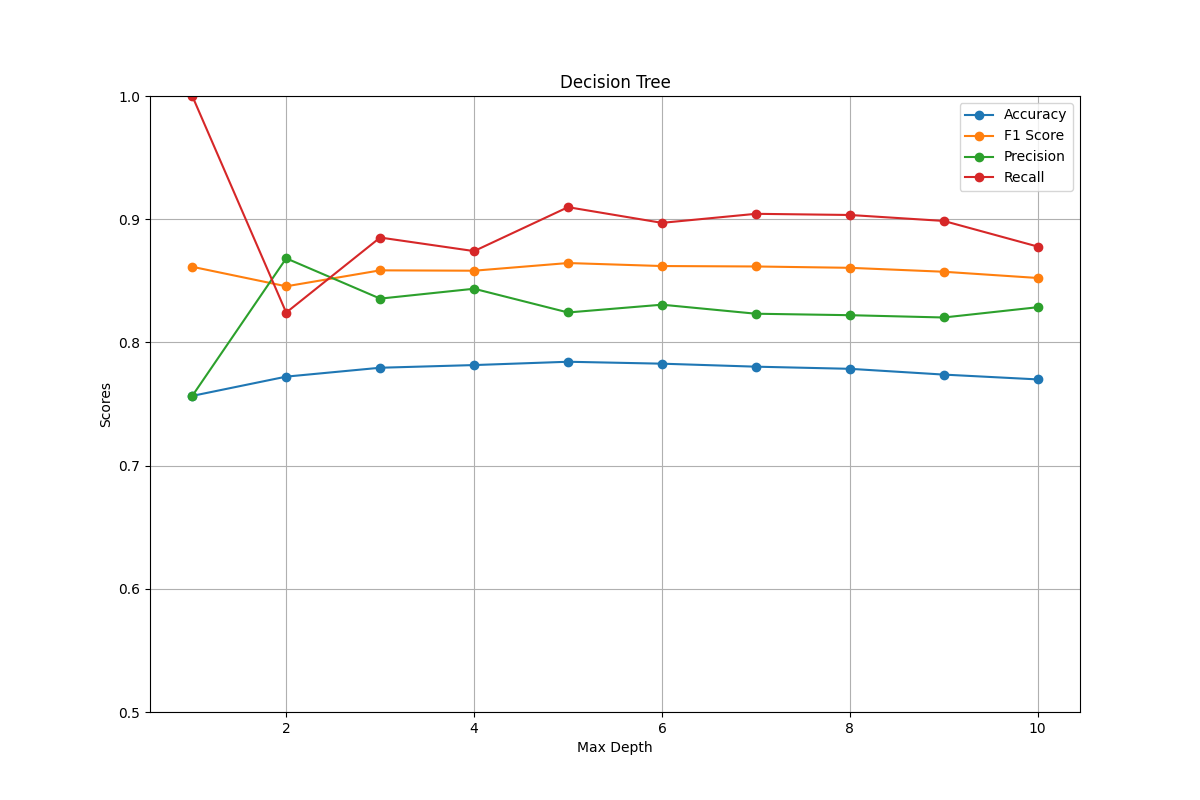 Decision Tree
1.0
0.9
0.8
0.7
0.6
0.5
Scores
2 4 6 8 10
Max Depth
Accuracy
F1 Score
Precision
Recall